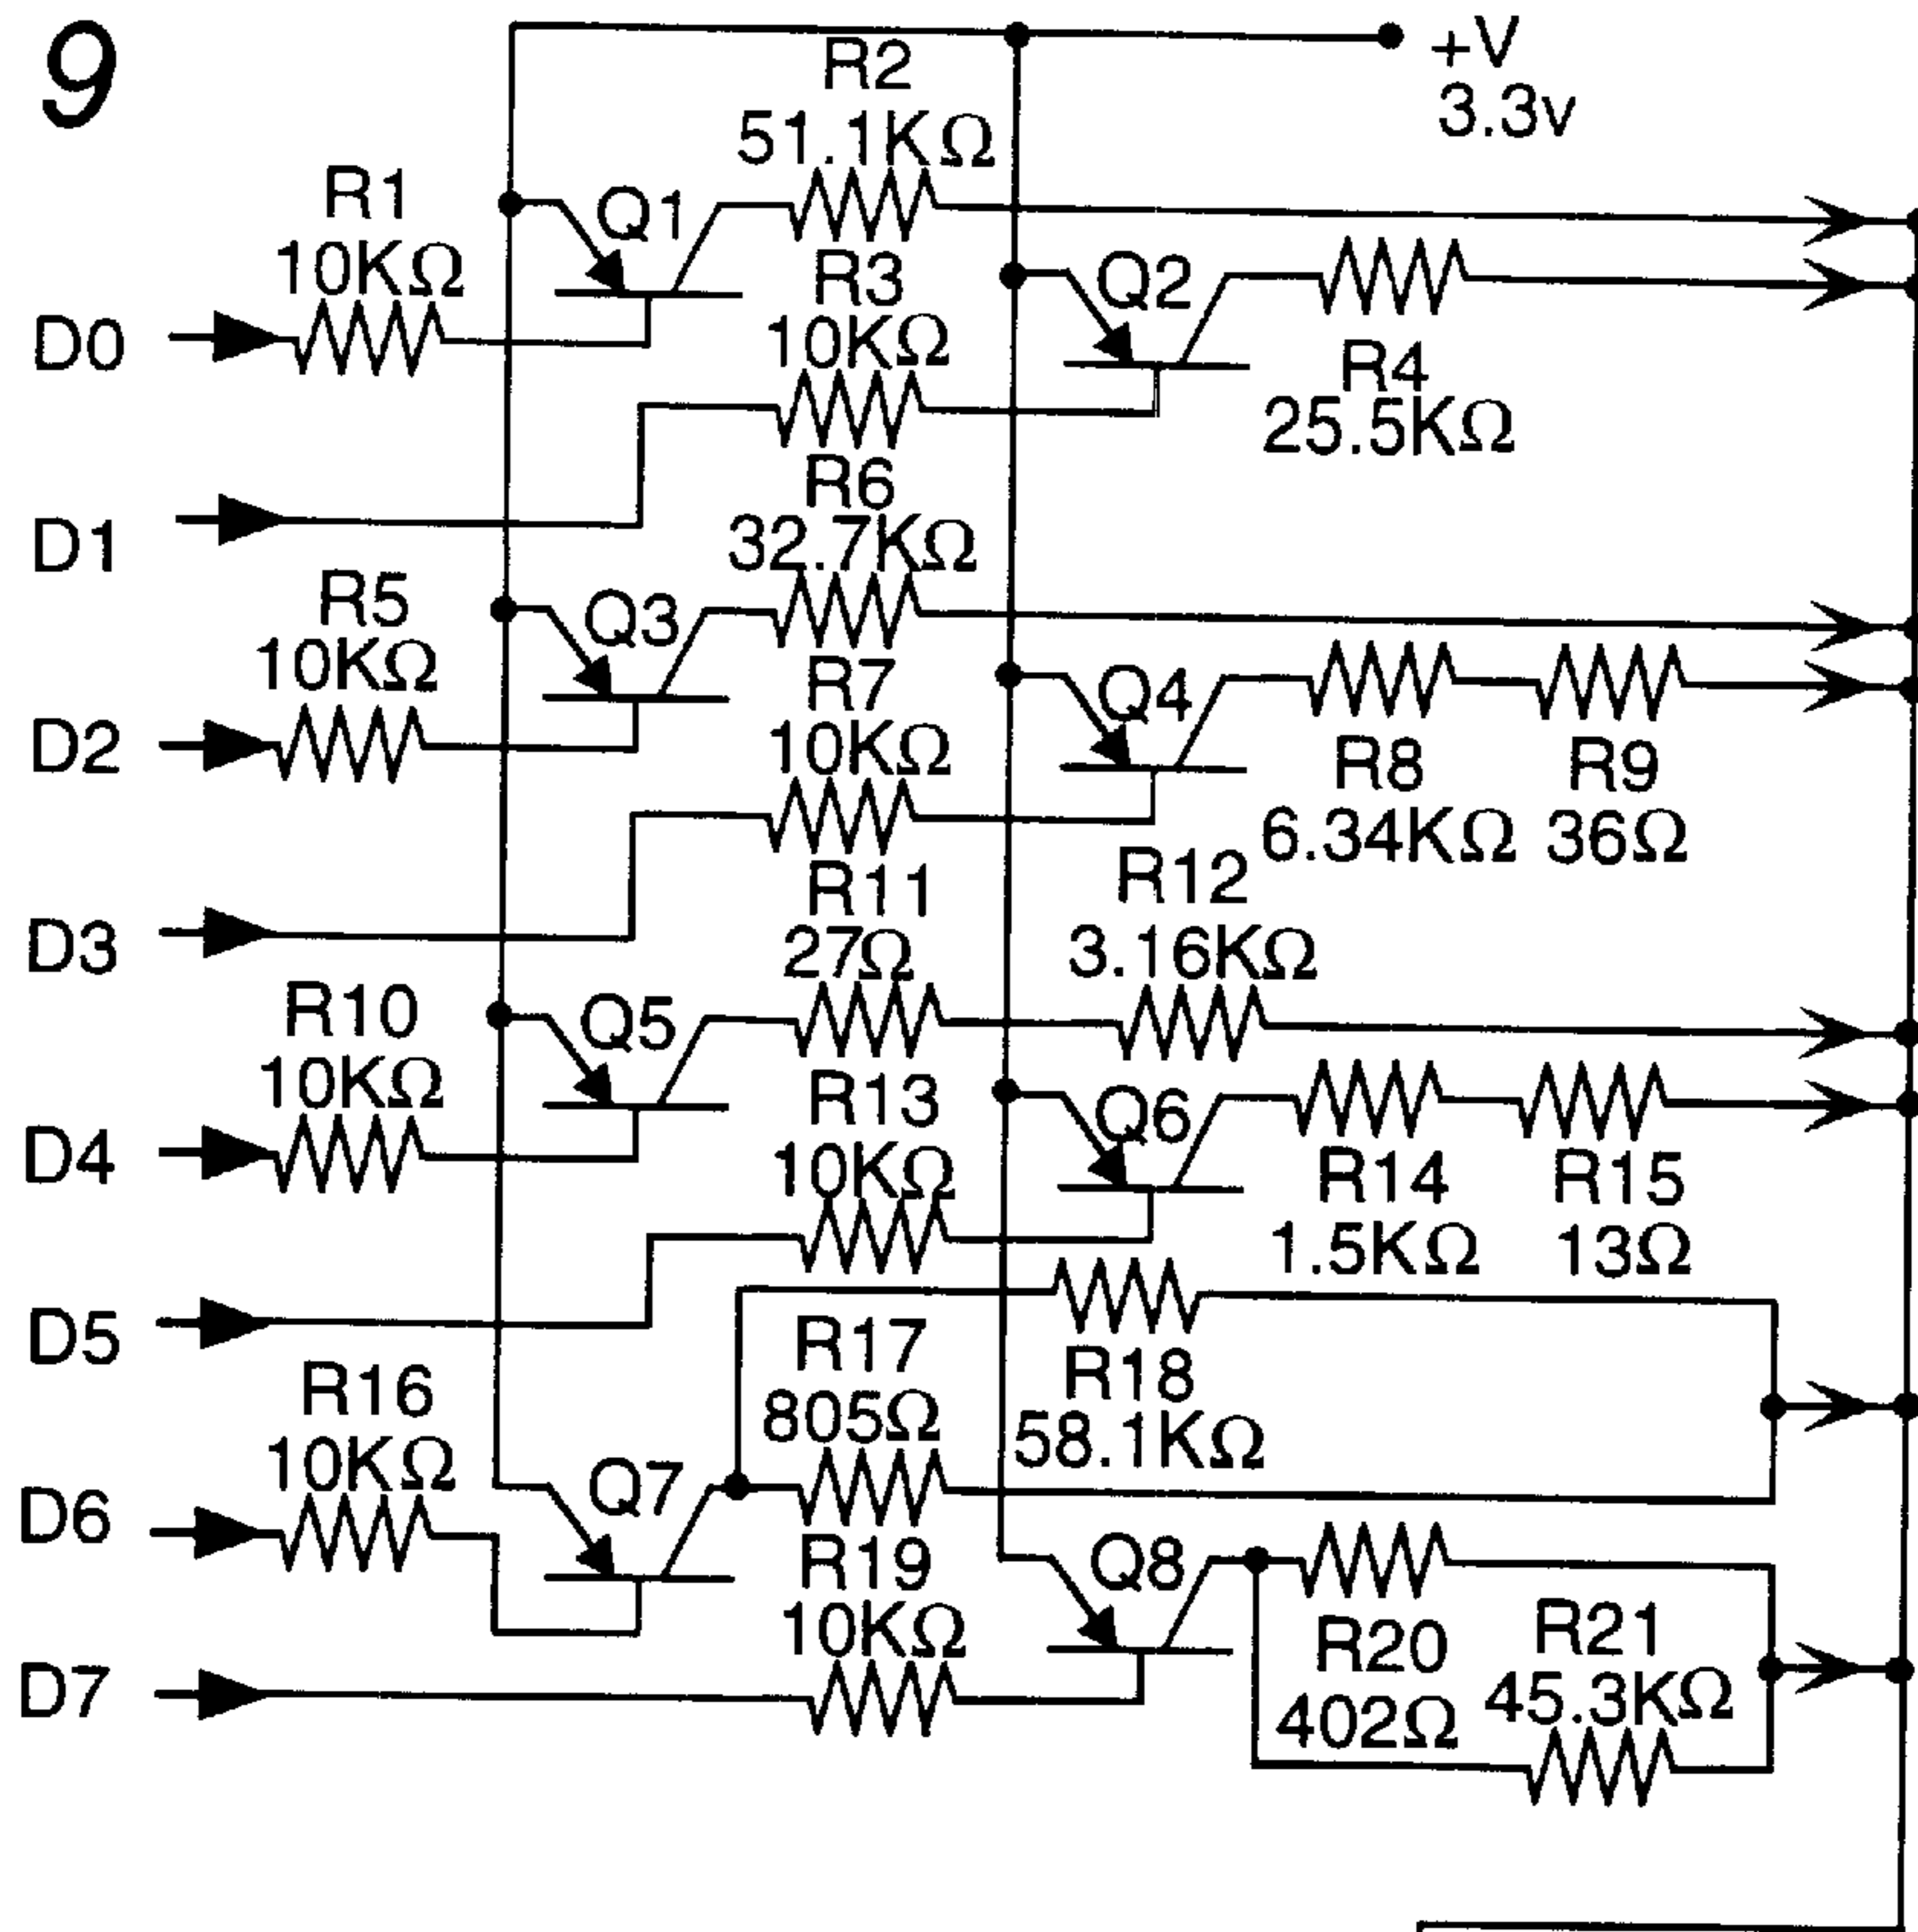 9
+V
3.3v
R2
51.1KΩ
R1
10KΩ
Q1
D0
R3
10KΩ
Q2
R4
25.5KΩ
D1
R6
32.7KΩ
R5
10KΩ
Q3
D2
R7
10KΩ
Q4
R8
6.34KΩ
R9
36Ω
D3
R11
27Ω
R12
3.16KΩ
R10
10KΩ
Q5
D4
R13
10KΩ
Q6
R14
1.5KΩ
R15
13Ω
D5
R17
805Ω
R18
58.1KΩ
R16
10KΩ
Q7
D6
R19
10KΩ
Q8
R20
402Ω
R21
45.3KΩ
D7